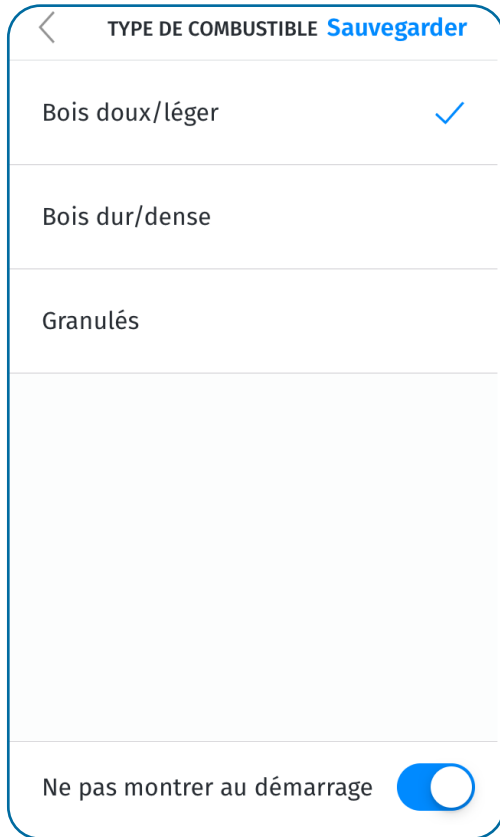 TYPE DE COMBUSTIBLE Sauvegarder
Bois doux/léger
Bois dur/dense
Granulés
Ne pas montrer au démarrage